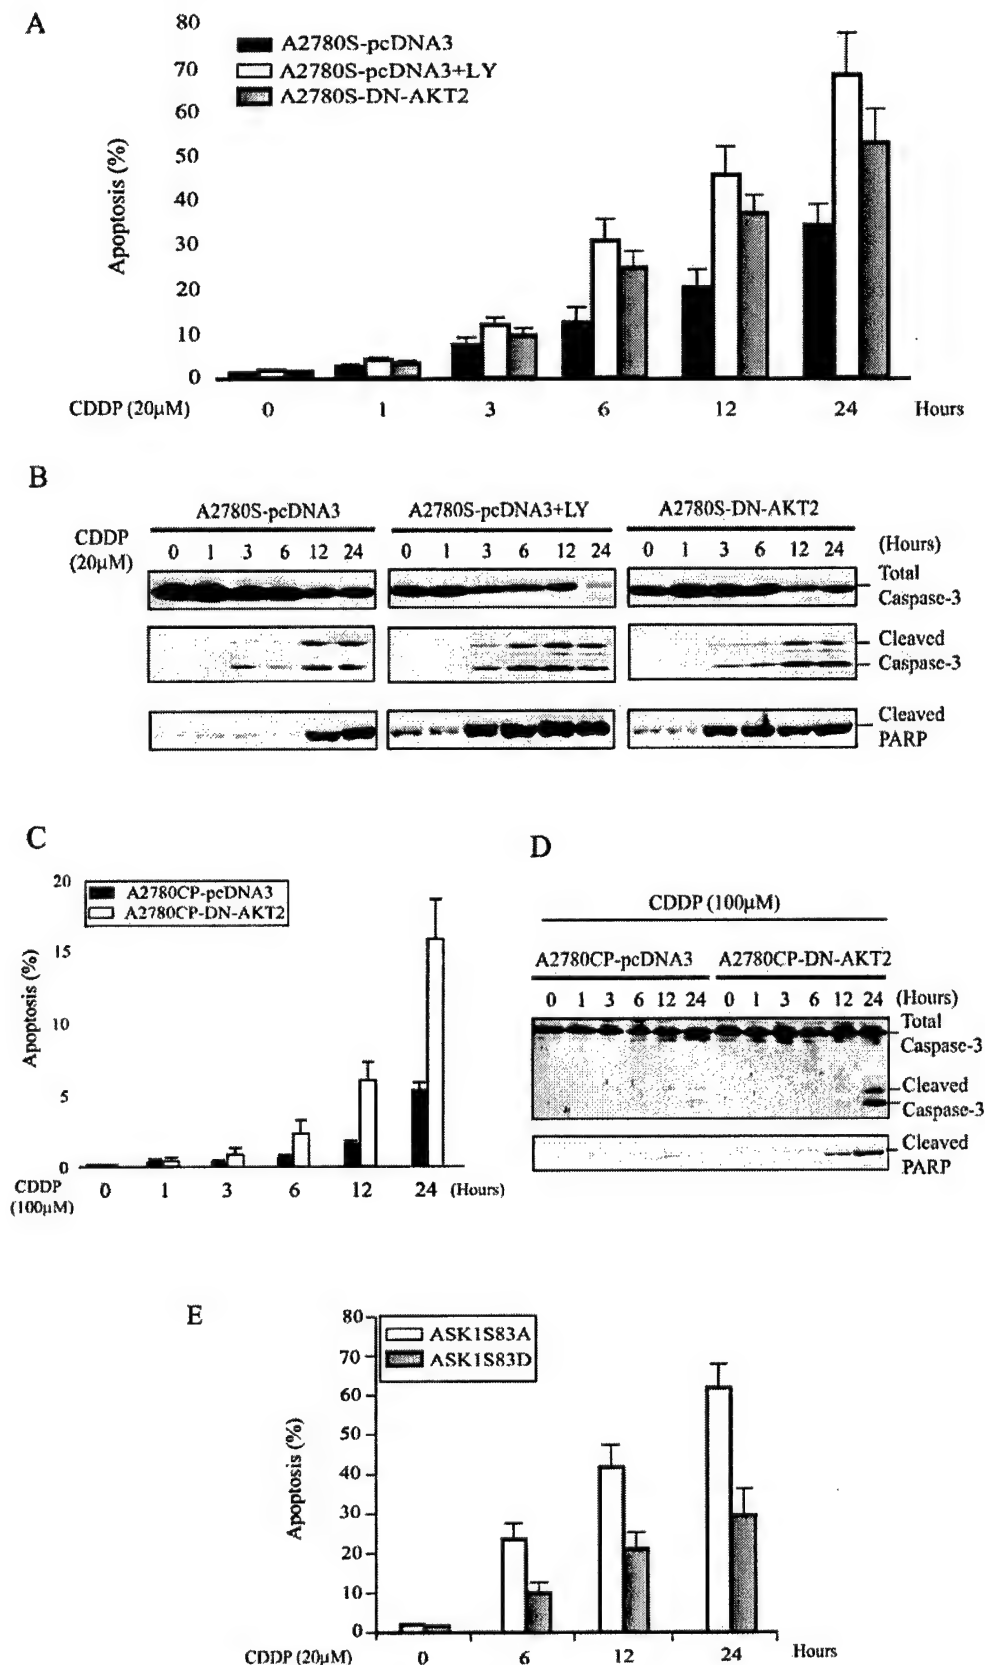 A
80
70
60
50
40
30
20
10
0
Apoptosis (%)
A2780S-pcDNA3
A2780S-pcDNA3+LY
A2780S-DN-AKT2
CDDP (20µM) 0 1 3 6 12 24 Hours
B
A2780S-pcDNA3 A2780S-pcDNA3+LY A2780S-DN-AKT2
CDDP
(20µM)
0 1 3 6 12 24 0 1 3 6 12 24 0 1 3 6 12 24 (Hours)
Total
Caspase-3
Cleaved
Caspase-3
Cleaved
PARP
C
20
15
10
5
0
Apoptosis (%)
A2780CP-pcDNA3
A2780CP-DN-AKT2
CDDP
(100µM)
0 1 3 6 12 24 (Hours)
D
CDDP (100µM)
A2780CP-pcDNA3 A2780CP-DN-AKT2
0 1 3 6 12 24 0 1 3 6 12 24 (Hours)
Total
Caspase-3
Cleaved
Caspase-3
Cleaved
PARP
E
80
70
60
50
40
30
20
10
0
Apoptosis (%)
ASK1S83A
ASK1S83D
CDDP (20µM) 0 6 12 24 Hours